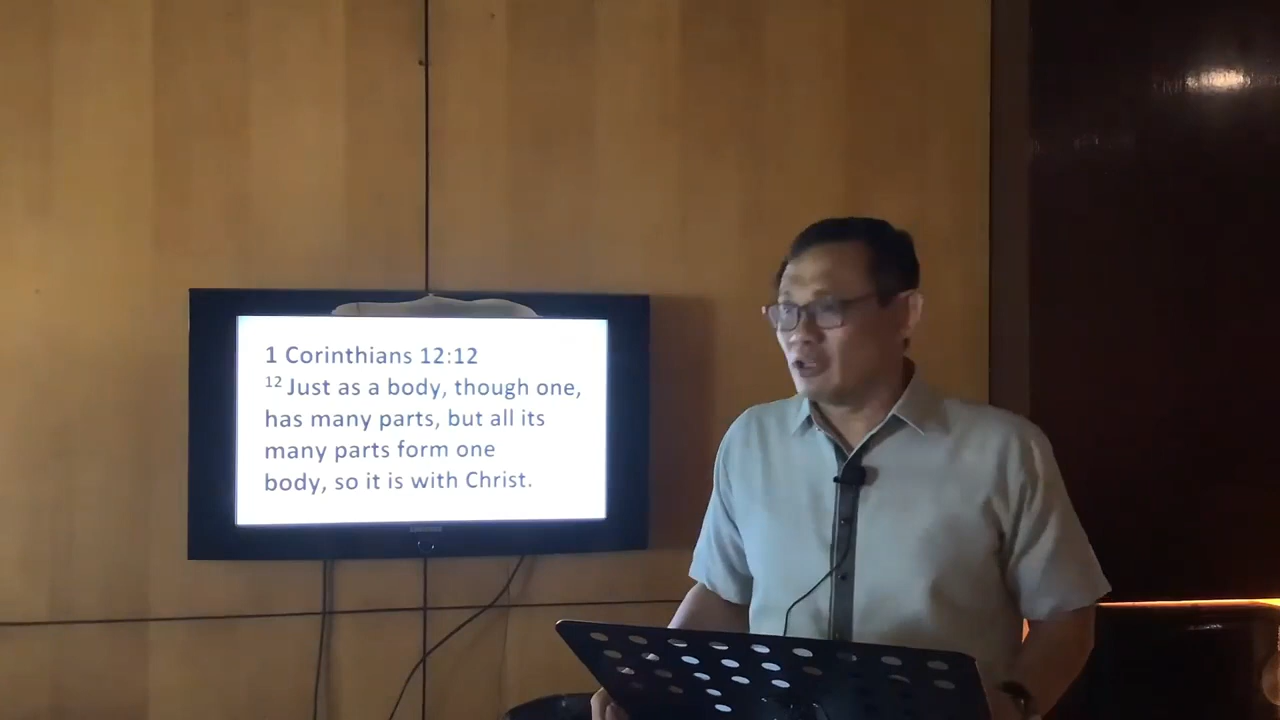 1 Corinthians 12:12
12 Just as a body, though one,
has many parts, but all its
many parts form one
body, so it is with Christ.